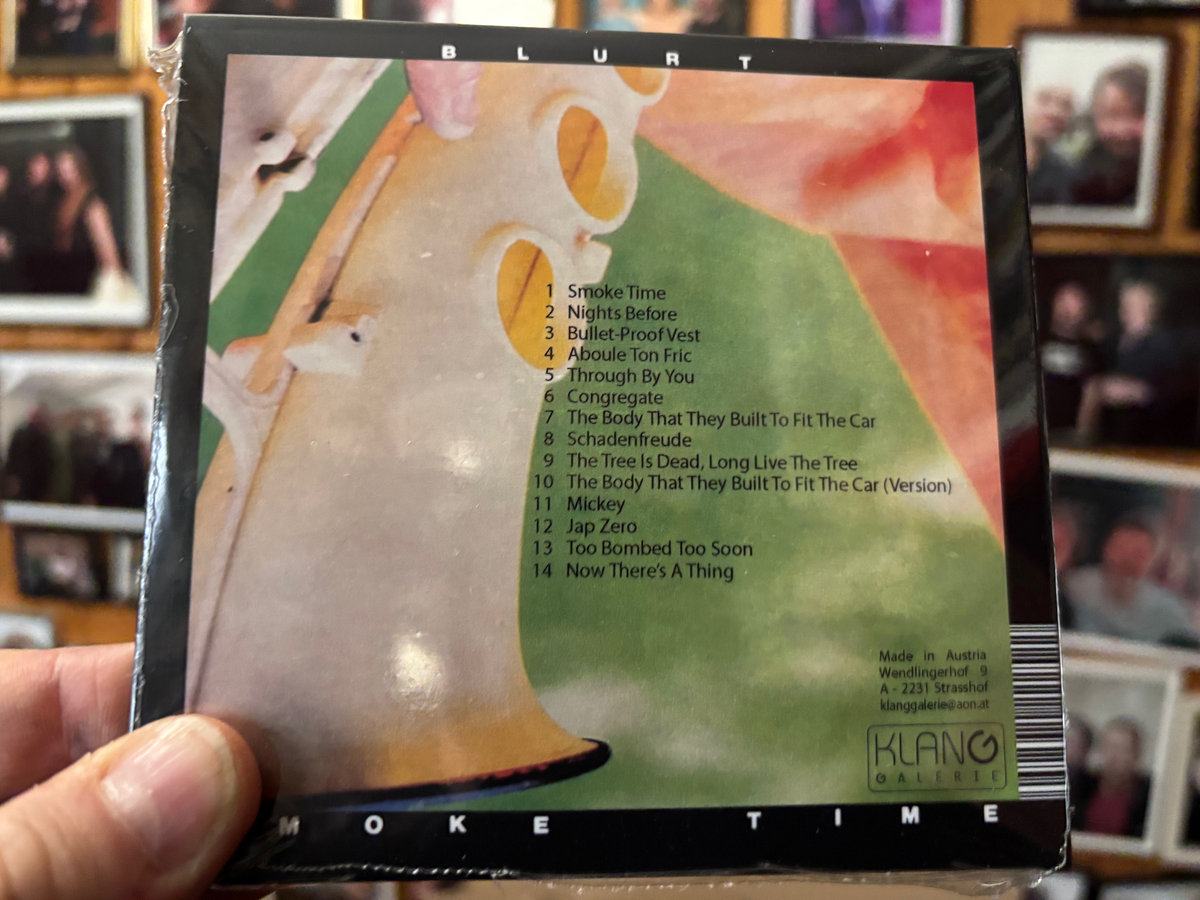 BLURT
1 Smoke Time
2 Nights Before
3 Bullet-Proof Vest
4 Aboule Ton Fric
5 Through By You
6 Congregate
7 The Body That They Built To Fit The Car
8 Schadenfreude
9 The Tree Is Dead, Long Live The Tree
10 The Body That They Built To Fit The Car (Version)
11 Mickey
12 Jap Zero
13 Too Bombed Too Soon
14 Now There's A Thing
Made in Austria
Wendlingerhof 9
A - 2231 Strasshof
klanggalerie@aon.at
KLANG
GALERIE
MOKE TIME